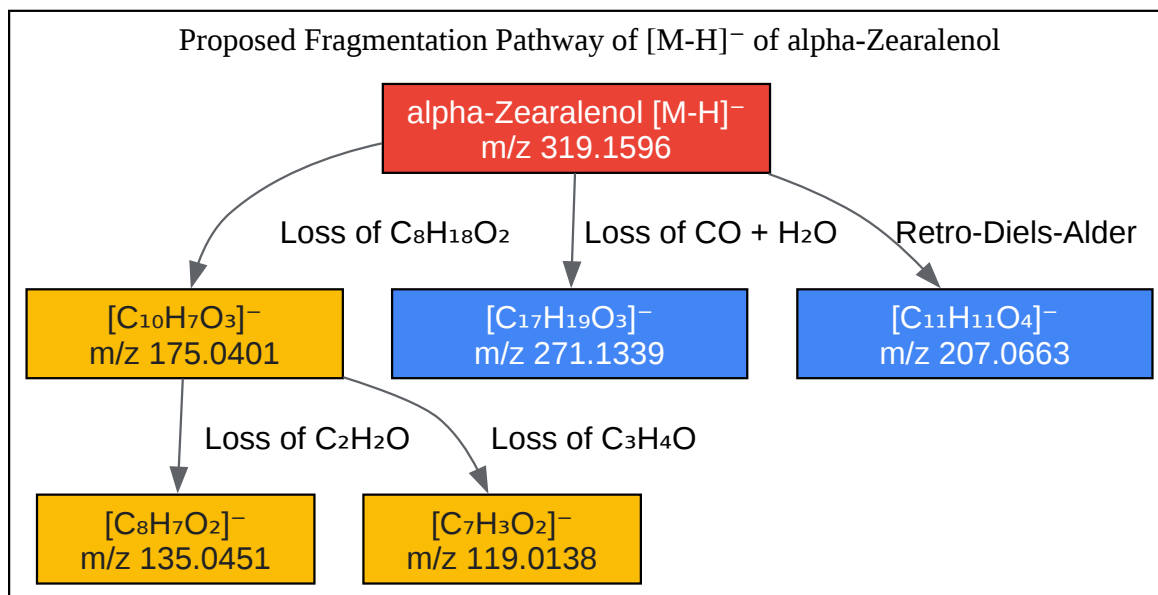 Proposed Fragmentation Pathway of [M-H]⁻ of alpha-Zearalenol
alpha-Zearalenol [M-H]⁻
m/z 319.1596
Loss of C₈H₁₈O₂
Loss of CO + H₂O
Retro-Diels-Alder
[C₁₀H₇O₃]⁻
m/z 175.0401
[C₁₇H₁₉O₃]⁻
m/z 271.1339
[C₁₁H₁₁O₄]⁻
m/z 207.0663
Loss of C₂H₂O
Loss of C₃H₄O
[C₈H₇O₂]⁻
m/z 135.0451
[C₇H₃O₂]⁻
m/z 119.0138